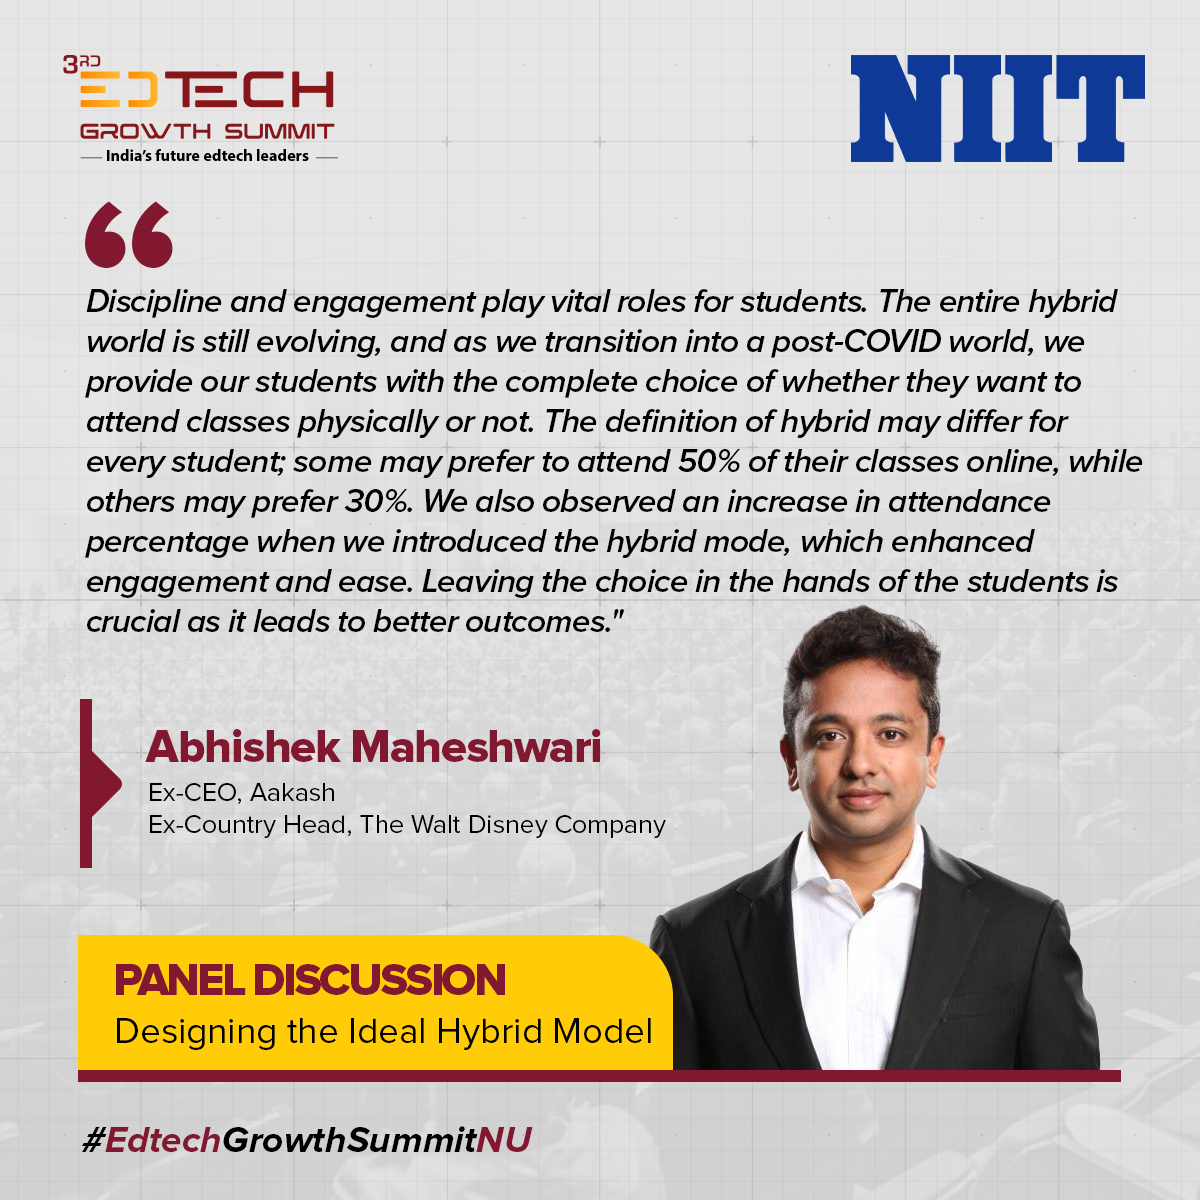 3RD
EDTECH
GROWTH SUMMIT
India's future edtech leaders
NIIT
“
Discipline and engagement play vital roles for students. The entire hybrid
world is still evolving, and as we transition into a post-COVID world, we
provide our students with the complete choice of whether they want to
attend classes physically or not. The definition of hybrid may differ for
every student; some may prefer to attend 50% of their classes online, while
others may prefer 30%. We also observed an increase in attendance
percentage when we introduced the hybrid mode, which enhanced
engagement and ease. Leaving the choice in the hands of the students is
crucial as it leads to better outcomes."
Abhishek Maheshwari
Ex-CEO, Aakash
Ex-Country Head, The Walt Disney Company
PANEL DISCUSSION
Designing the Ideal Hybrid Model
#EdtechGrowthSummitNU